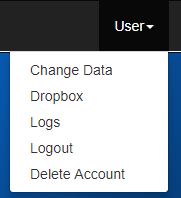 User
Change Data
Dropbox
Logs
Logout
Delete Account